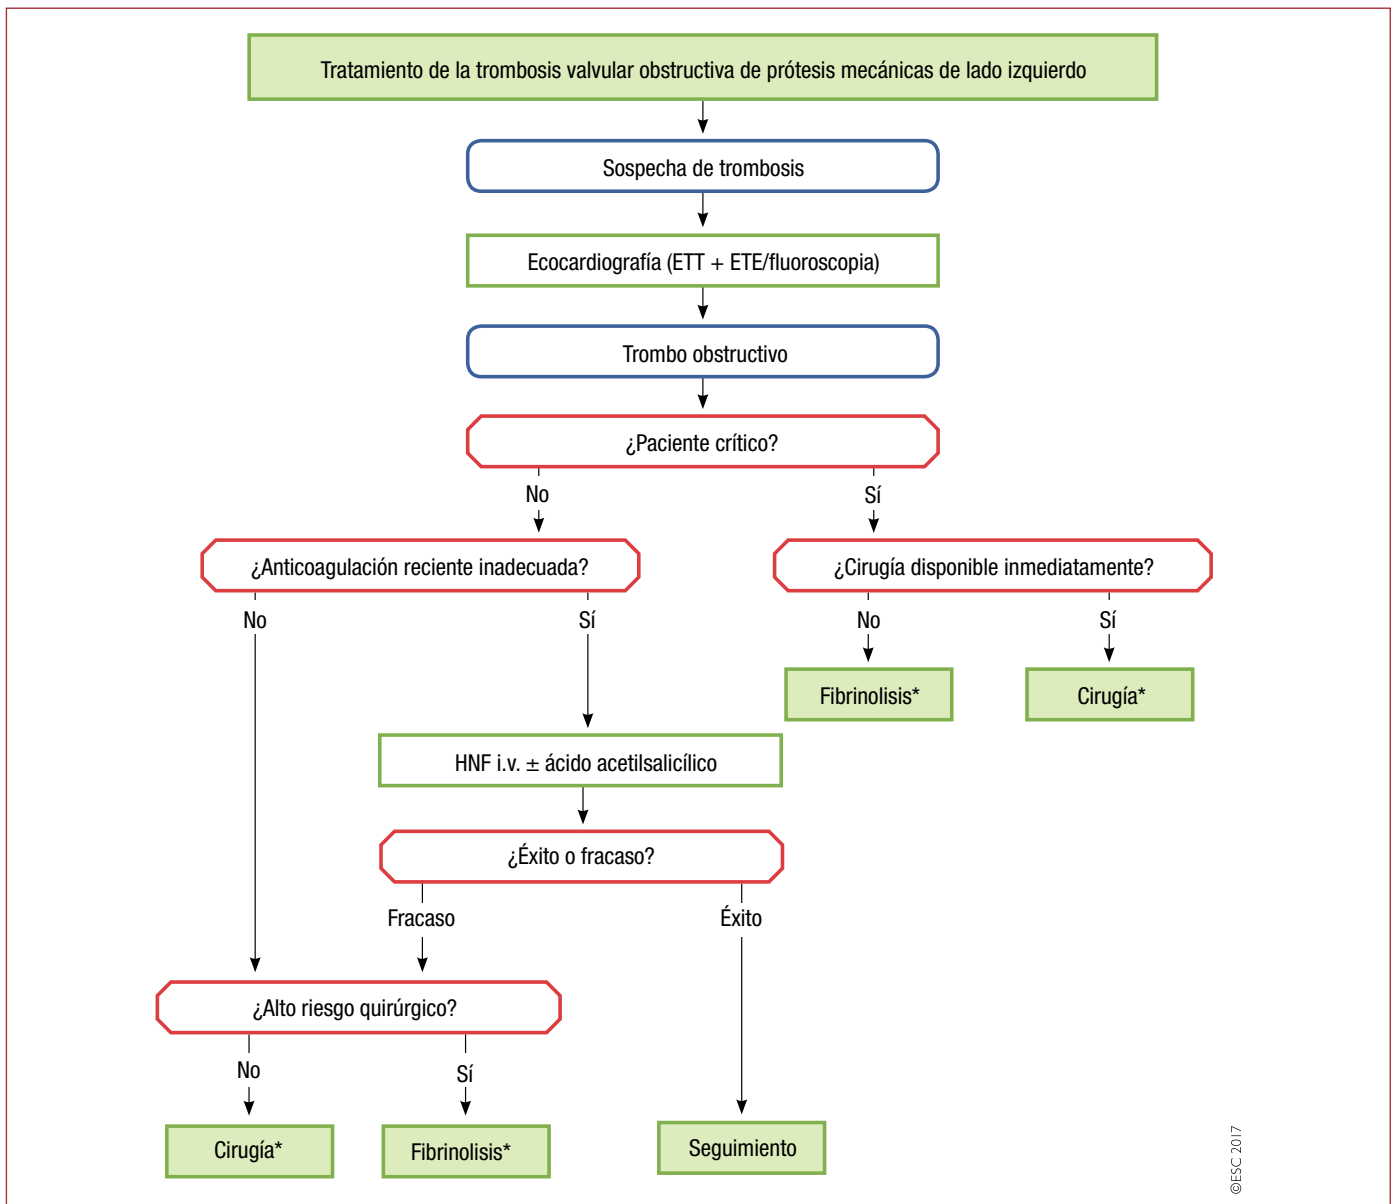 Tratamiento de la trombosis valvular obstructiva de prótesis mecánicas de lado izquierdo
Sospecha de trombosis
Ecocardiografía (ETT + ETE/fluoroscopia)
Trombo obstructivo
¿Paciente crítico?
No
Sí
¿Anticoagulación reciente inadecuada?
¿Cirugía disponible inmediatamente?
No
Sí
No
Sí
Fibrinolisis*
Cirugía*
HNF i.v. ± ácido acetilsalicílico
¿Éxito o fracaso?
Fracaso
Éxito
¿Alto riesgo quirúrgico?
No
Sí
Cirugía*
Fibrinolisis*
Seguimiento
©ESC 2017